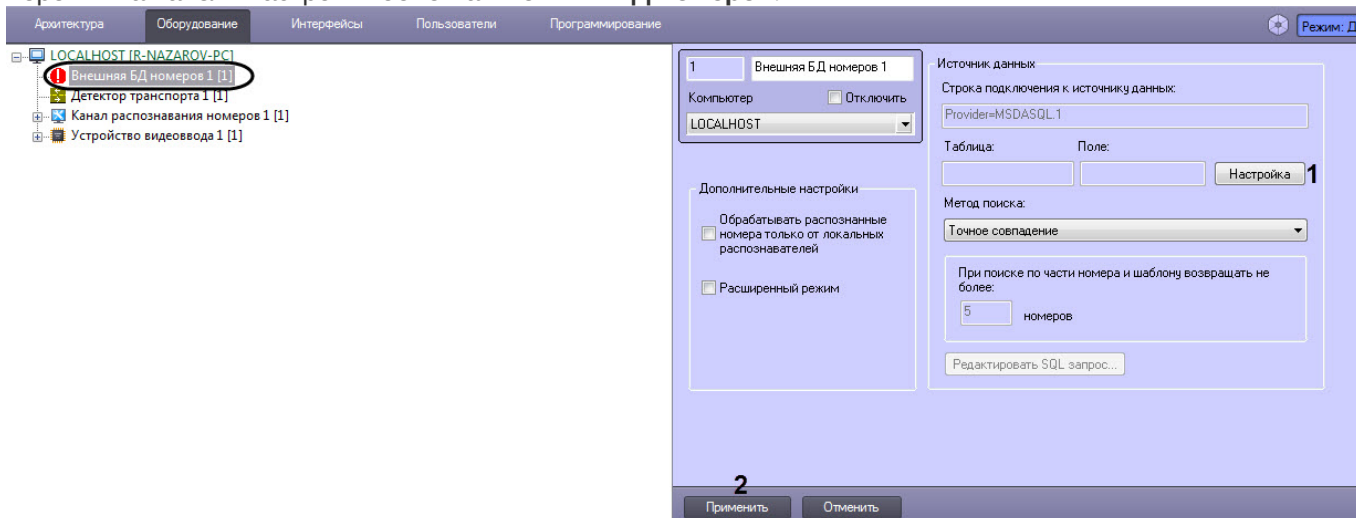 Архитектура Оборудование Интерфейсы Пользователи Программирование Режим: Д
LOCALHOST [R-NAZAROV-PC]
Внешняя БД номеров 1 [1]
Детектор транспорта 1 [1]
Канал распознавания номеров 1 [1]
Устройство видеоввода 1 [1]
1 Внешняя БД номеров 1
Компьютер Отключить
LOCALHOST
Дополнительные настройки
Обрабатывать распознанные
номера только от локальных
распознавателей
Расширенный режим
Источник данных
Строка подключения к источнику данных:
Provider=MSDASQL.1
Таблица: Поле:
Настройка 1
Метод поиска:
Точное совпадение
При поиске по части номера и шаблону возвращать не
более:
5 номеров
Редактировать SQL запрос...
2
Применить Отменить